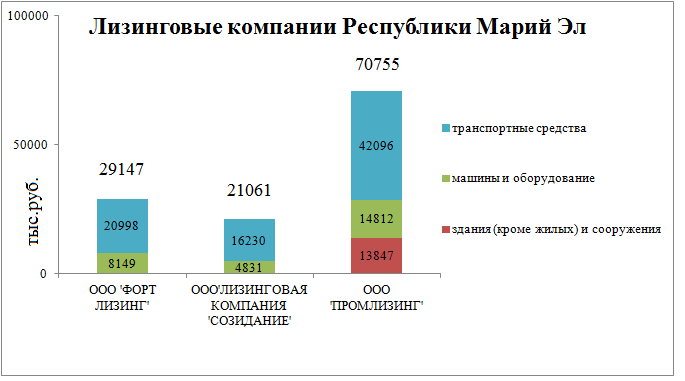 Лизинговые компании Республики Марий Эл
100000
50000
0
тыс.руб.
29147
20998
8149
21061
16230
4831
70755
42096
14812
13847
ООО 'ФОРТ
ЛИЗИНГ'
ООО'ЛИЗИНГОВАЯ
КОМПАНИЯ
'СОЗИДАНИЕ'
ООО
'ПРОМЛИЗИНГ'
транспортные средства
машины и оборудование
здания (кроме жилых) и сооружения